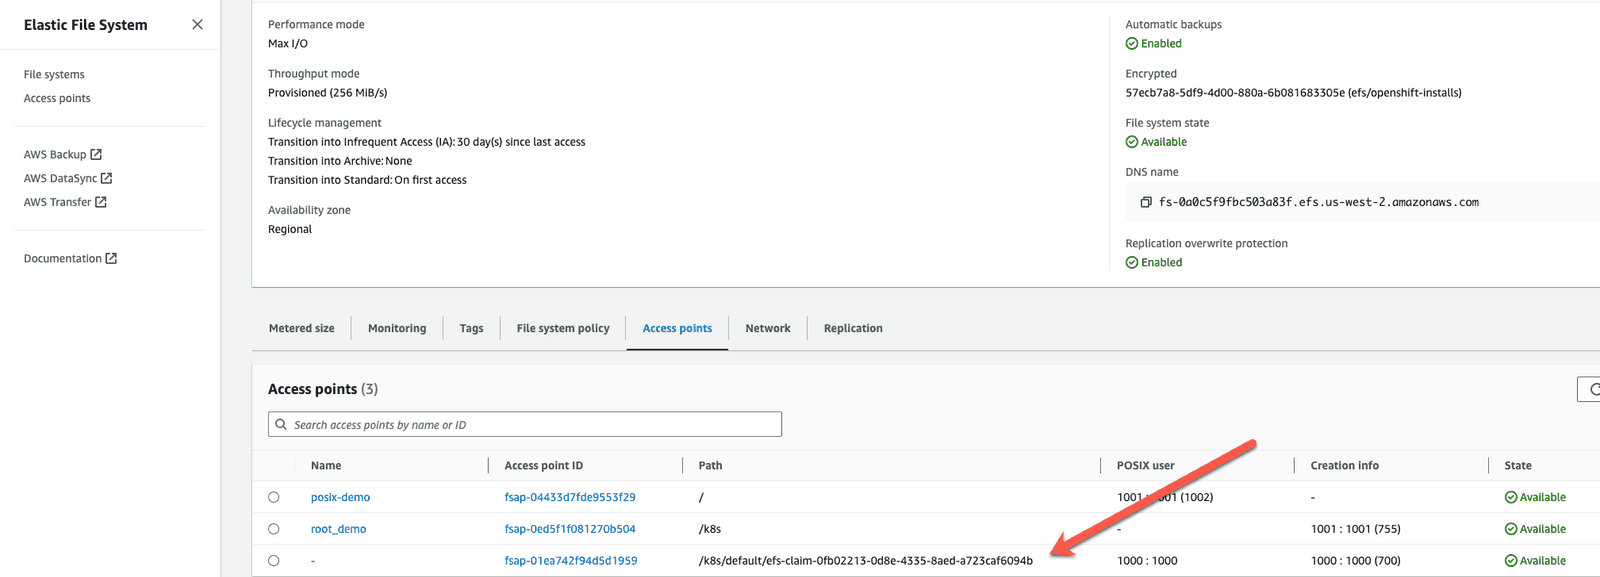 Elastic File System
File systems
Access points
AWS Backup
AWS DataSync
AWS Transfer
Documentation
Performance mode
Max I/O
Throughput mode
Provisioned (256 MiB/s)
Lifecycle management
Transition into Infrequent Access (IA): 30 day(s) since last access
Transition into Archive: None
Transition into Standard: On first access
Availability zone
Regional
Automatic backups
Enabled
Encrypted
57ecb7a8-5df9-4d00-880a-6b081683305e (efs/openshift-installs)
File system state
Available
DNS name
fs-0a0c5f9fbc503a83f.efs.us-west-2.amazonaws.com
Replication overwrite protection
Enabled
Metered size Monitoring Tags File system policy Access points Network Replication
Access points (3)
Search access points by name or ID
Name Access point ID Path POSIX user Creation info State
posix-demo fsap-04433d7fde9553f29 / 1001 : 1001 (1002) - Available
root_demo fsap-0ed5f1f081270b504 /k8s - 1001 : 1001 (755) Available
- fsap-01ea742f94d5d1959 /k8s/default/efs-claim-0fb02213-0d8e-4335-8aed-a723caf6094b 1000 : 1000 1000 : 1000 (700) Available